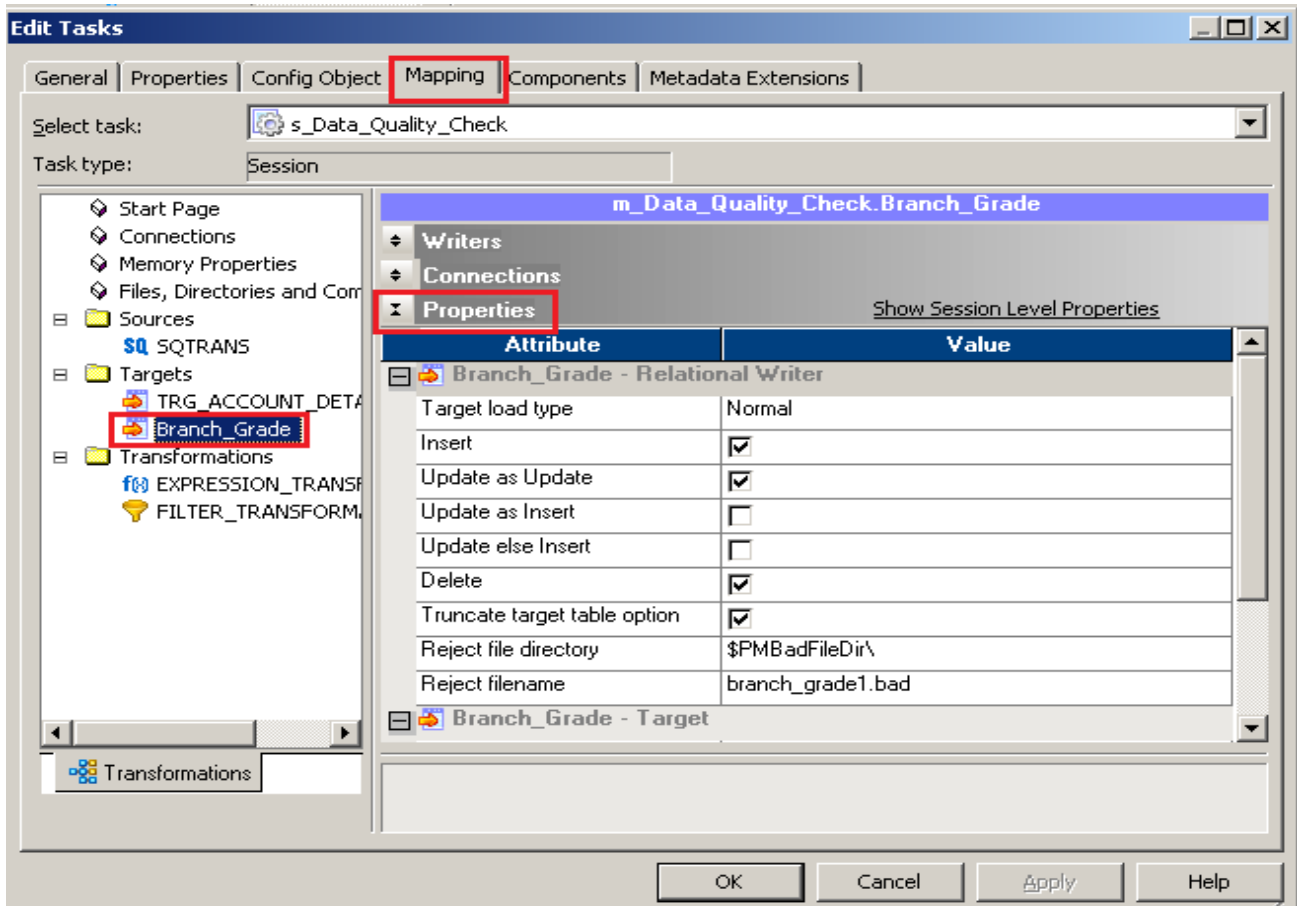 Edit Tasks
General Properties Config Object Mapping Components Metadata Extensions
Select task: s_Data_Quality_Check
Task type: Session
Start Page
Connections
Memory Properties
Files, Directories and Com
Sources
SQ SQTRANS
Targets
TRG_ACCOUNT_DETA
Branch_Grade
Transformations
f(x) EXPRESSION_TRANSF
FILTER_TRANSFORMA
Transformations
m_Data_Quality_Check.Branch_Grade
Writers
Connections
Properties Show Session Level Properties
Attribute Value
Branch_Grade - Relational Writer
Target load type Normal
Insert
Update as Update
Update as Insert
Update else Insert
Delete
Truncate target table option
Reject file directory $PMBadFileDir\
Reject filename branch_grade1.bad
Branch_Grade - Target
OK Cancel Apply Help